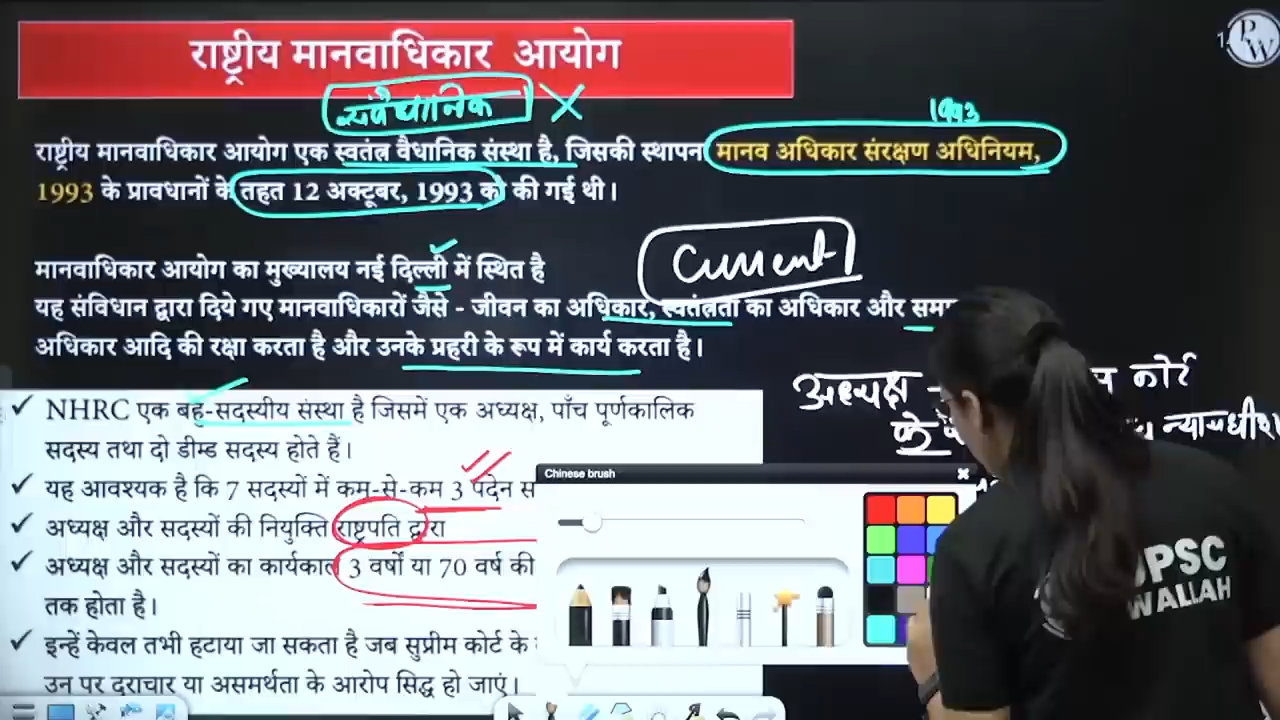 राष्ट्रीय मानवाधिकार आयोग
PW
संवैधानिक X
1993
राष्ट्रीय मानवाधिकार आयोग एक स्वतंत्र वैधानिक संस्था है, जिसकी स्थापन मानव अधिकार संरक्षण अधिनियम,
1993 के प्रावधानों के तहत 12 अक्टूबर, 1993 को की गई थी।
Current
मानवाधिकार आयोग का मुख्यालय नई दिल्ली में स्थित है
यह संविधान द्वारा दिये गए मानवाधिकारों जैसे - जीवन का अधिकार, स्वतंत्रता का अधिकार और
अधिकार आदि की रक्षा करता है और उनके प्रहरी के रूप में कार्य करता है।
अध्यक्ष - कोर्ट
के न्यायधीश
✓ NHRC एक बहु-सदस्यीय संस्था है जिसमें एक अध्यक्ष, पाँच पूर्णकालिक
सदस्य तथा दो डीम्ड सदस्य होते हैं।
✓ यह आवश्यक है कि 7 सदस्यों में कम-से-कम 3 पदेन
✓ अध्यक्ष और सदस्यों की नियुक्ति राष्ट्रपति द्वारा
✓ अध्यक्ष और सदस्यों का कार्यकाल 3 वर्षों या 70 वर्ष की
तक होता है।
✓ इन्हें केवल तभी हटाया जा सकता है जब सुप्रीम कोर्ट के
उन पर दुराचार या असमर्थता के आरोप सिद्ध हो जाएं।
Chinese brush
UPSC
WALLAH